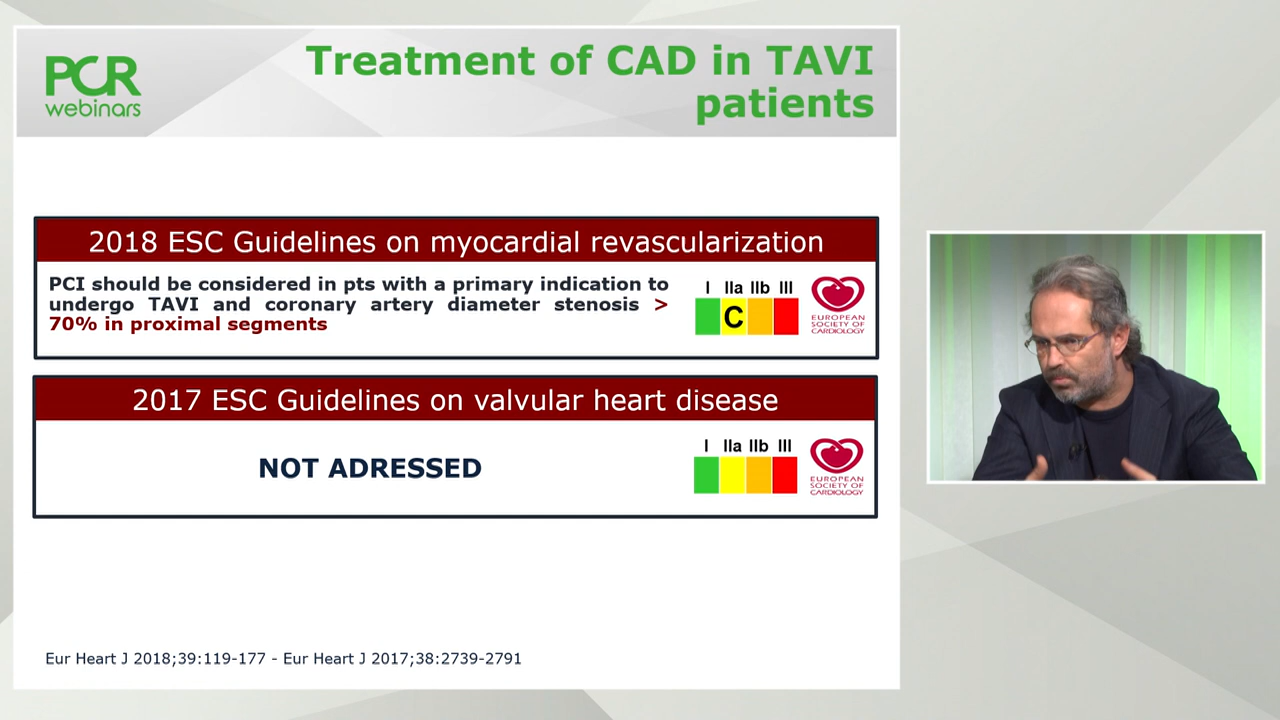 PCR
webinars
Treatment of CAD in TAVI
patients
2018 ESC Guidelines on myocardial revascularization
PCI should be considered in pts with a primary indication to
undergo TAVI and coronary artery diameter stenosis >
70% in proximal segments
I IIa IIb III
C
EUROPEAN
SOCIETY OF
CARDIOLOGY
2017 ESC Guidelines on valvular heart disease
NOT ADRESSED
I IIa IIb III
EUROPEAN
SOCIETY OF
CARDIOLOGY
Eur Heart J 2018;39:119-177 - Eur Heart J 2017;38:2739-2791